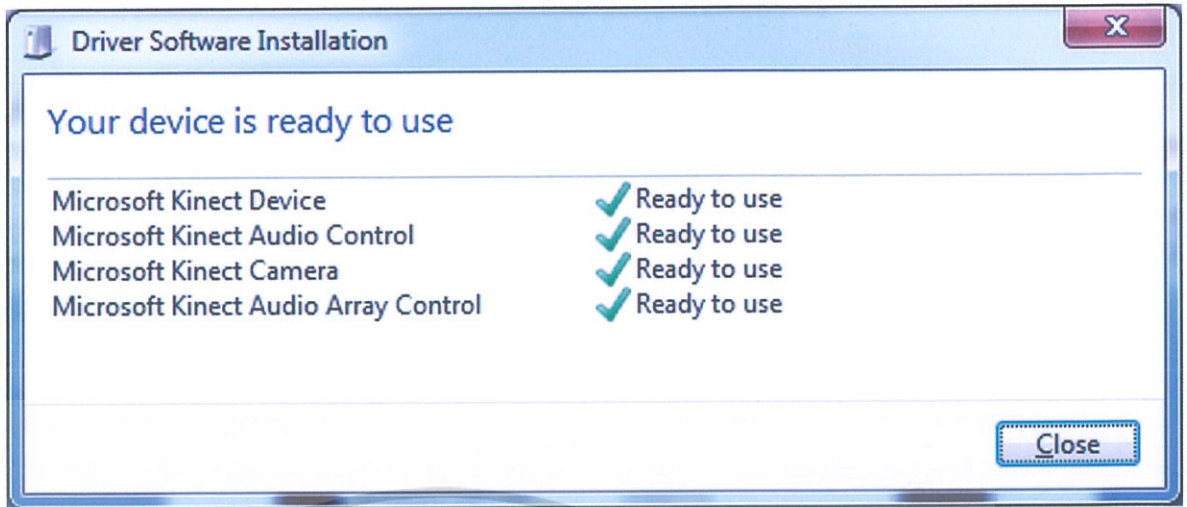 Driver Software Installation
Your device is ready to use
Microsoft Kinect Device Ready to use
Microsoft Kinect Audio Control Ready to use
Microsoft Kinect Camera Ready to use
Microsoft Kinect Audio Array Control Ready to use
Close